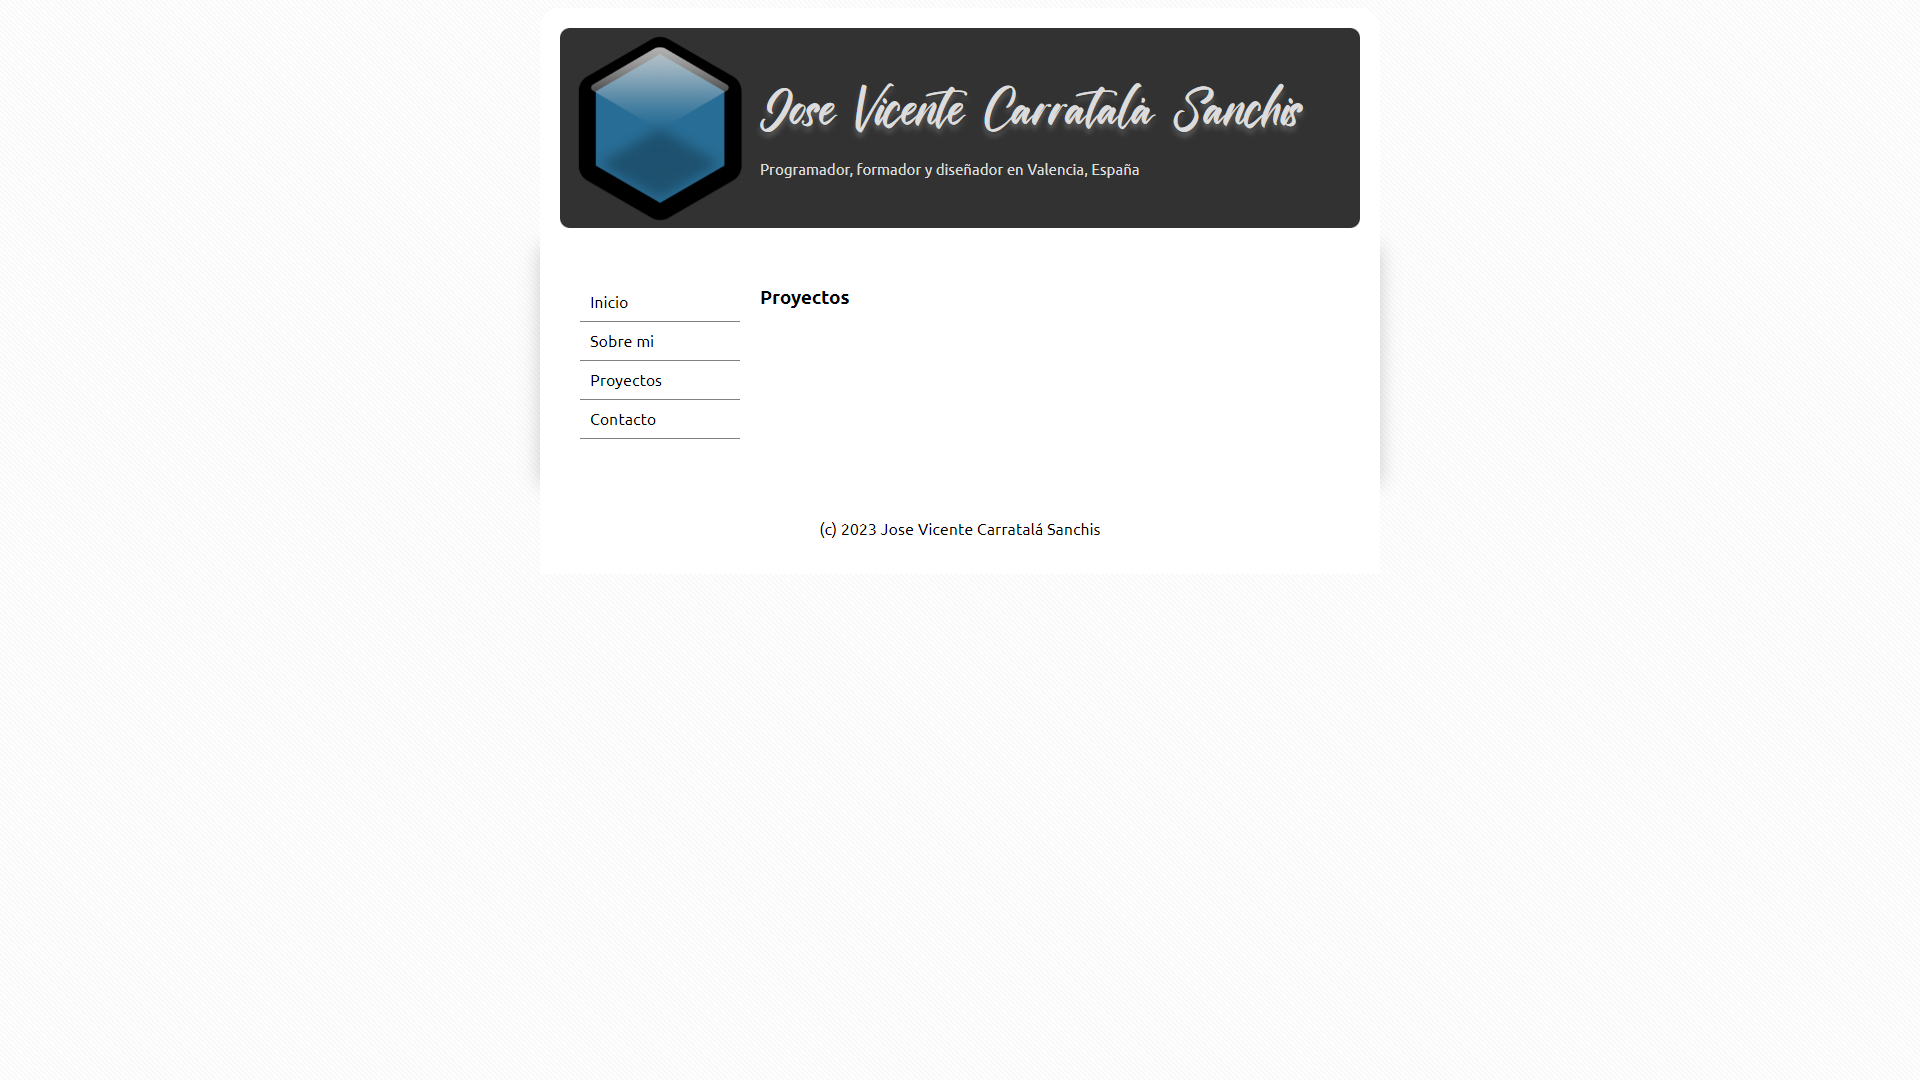 Jose Vicente Carratalá Sanchis
Programador, formador y diseñador en Valencia, España
Inicio
Sobre mi
Proyectos
Contacto
Proyectos
(c) 2023 Jose Vicente Carratalá Sanchis